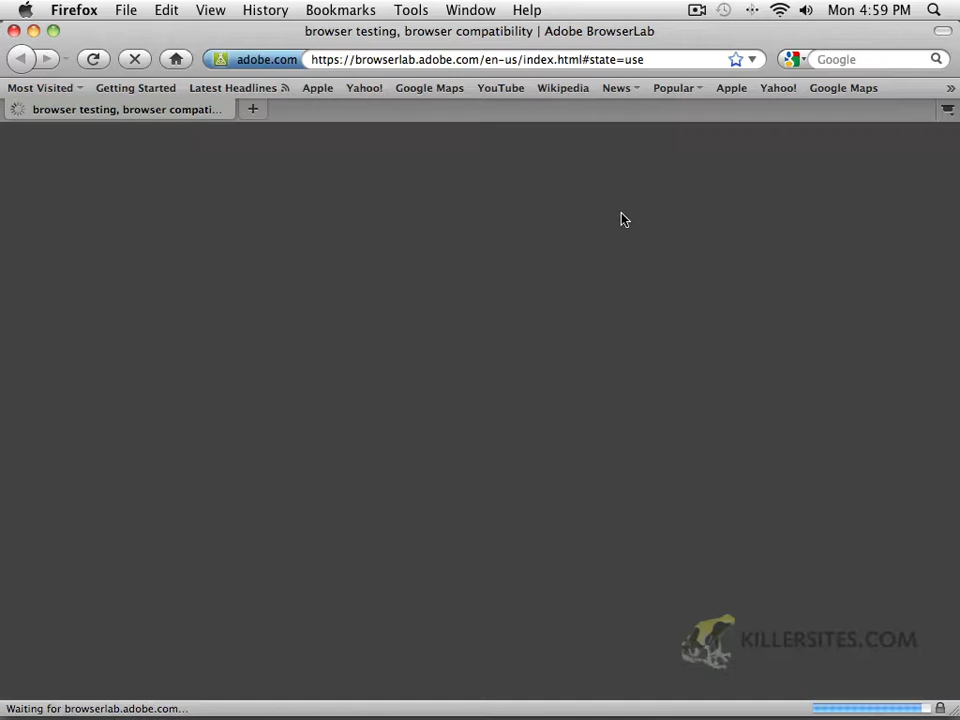 Firefox File Edit View History Bookmarks Tools Window Help Mon 4:59 PM
browser testing, browser compatibility | Adobe BrowserLab
adobe.com https://browserlab.adobe.com/en-us/index.html#state=use Google
Most Visited Getting Started Latest Headlines Apple Yahoo! Google Maps YouTube Wikipedia News Popular Apple Yahoo! Google Maps »
browser testing, browser compati... +
KILLERSITES.COM
Waiting for browserlab.adobe.com...